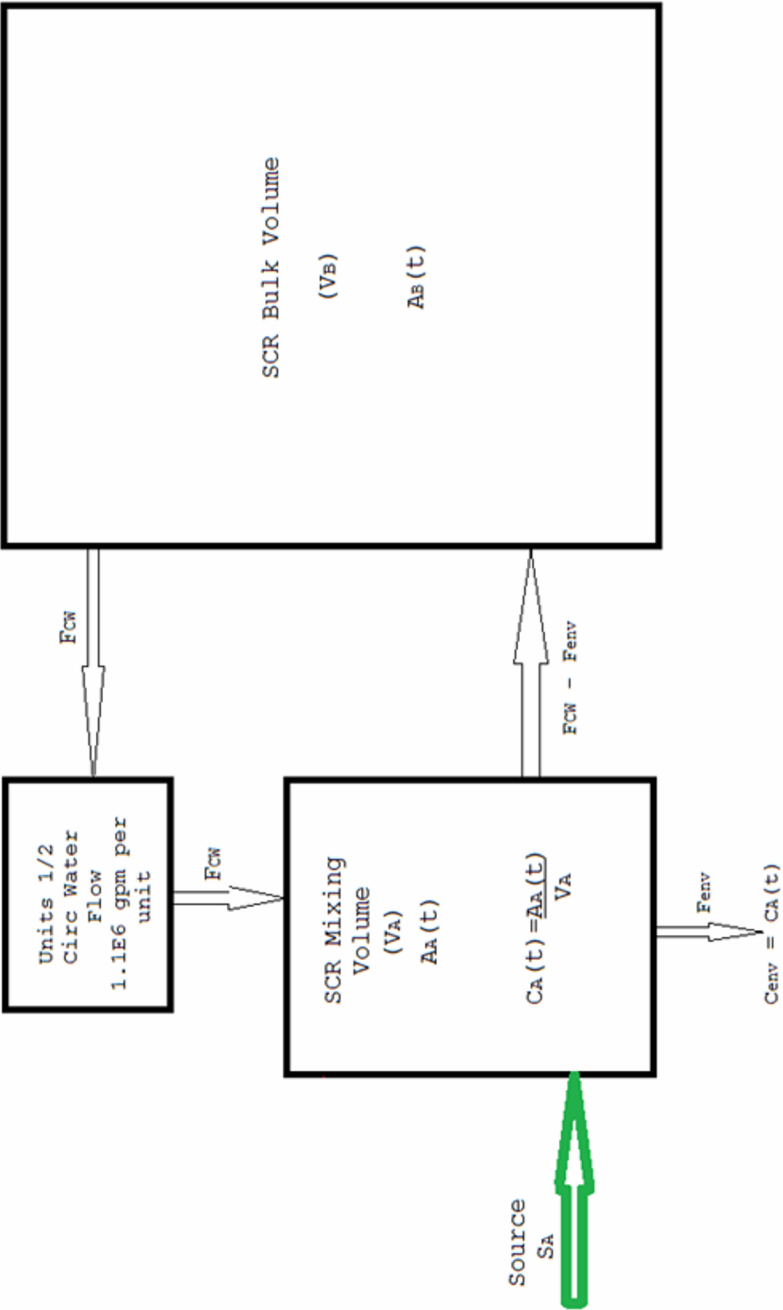 SCR Bulk Volume
(VB)
AB(t)
FCW
FCW - Fenv
Units 1/2
Circ Water
Flow
1.1E6 gpm per
unit
FCW
SCR Mixing
Volume
(VA)
AA(t)
CA(t)=AA(t)
VA
Fenv
Cenv = CA(t)
Source
SA